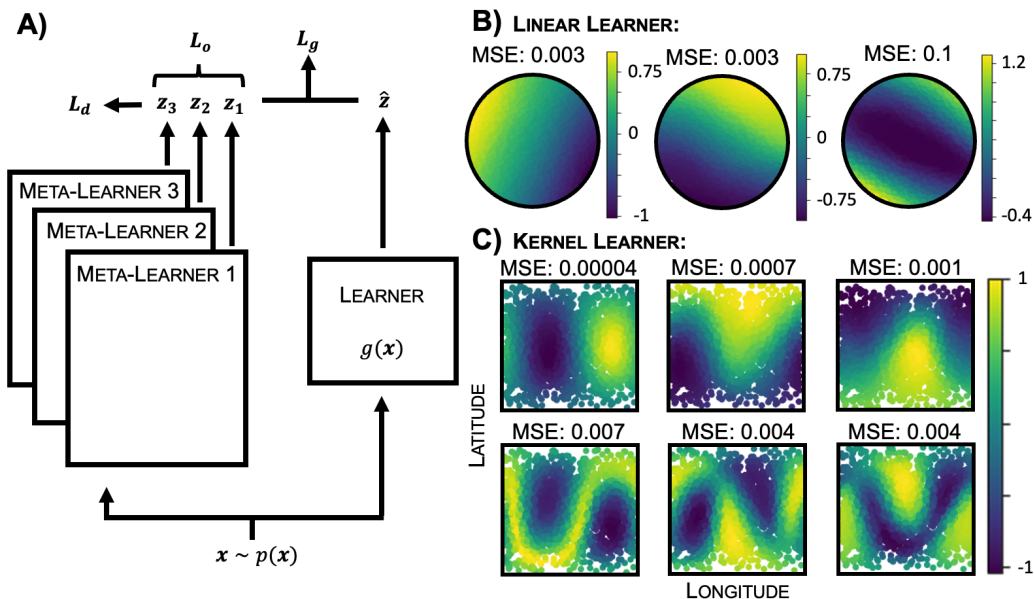 A)
L_o
L_g
L_d
z_3 z_2 z_1
ẑ
META-LEARNER 3
META-LEARNER 2
META-LEARNER 1
LEARNER
g(x)
x ~ p(x)
B) LINEAR LEARNER:
MSE: 0.003
0.75
0
-1
MSE: 0.003
0.75
0
-0.75
MSE: 0.1
1.2
-0.4
C) KERNEL LEARNER:
MSE: 0.00004
MSE: 0.0007
MSE: 0.001
1
MSE: 0.007
MSE: 0.004
MSE: 0.004
-1
LATITUDE
LONGITUDE